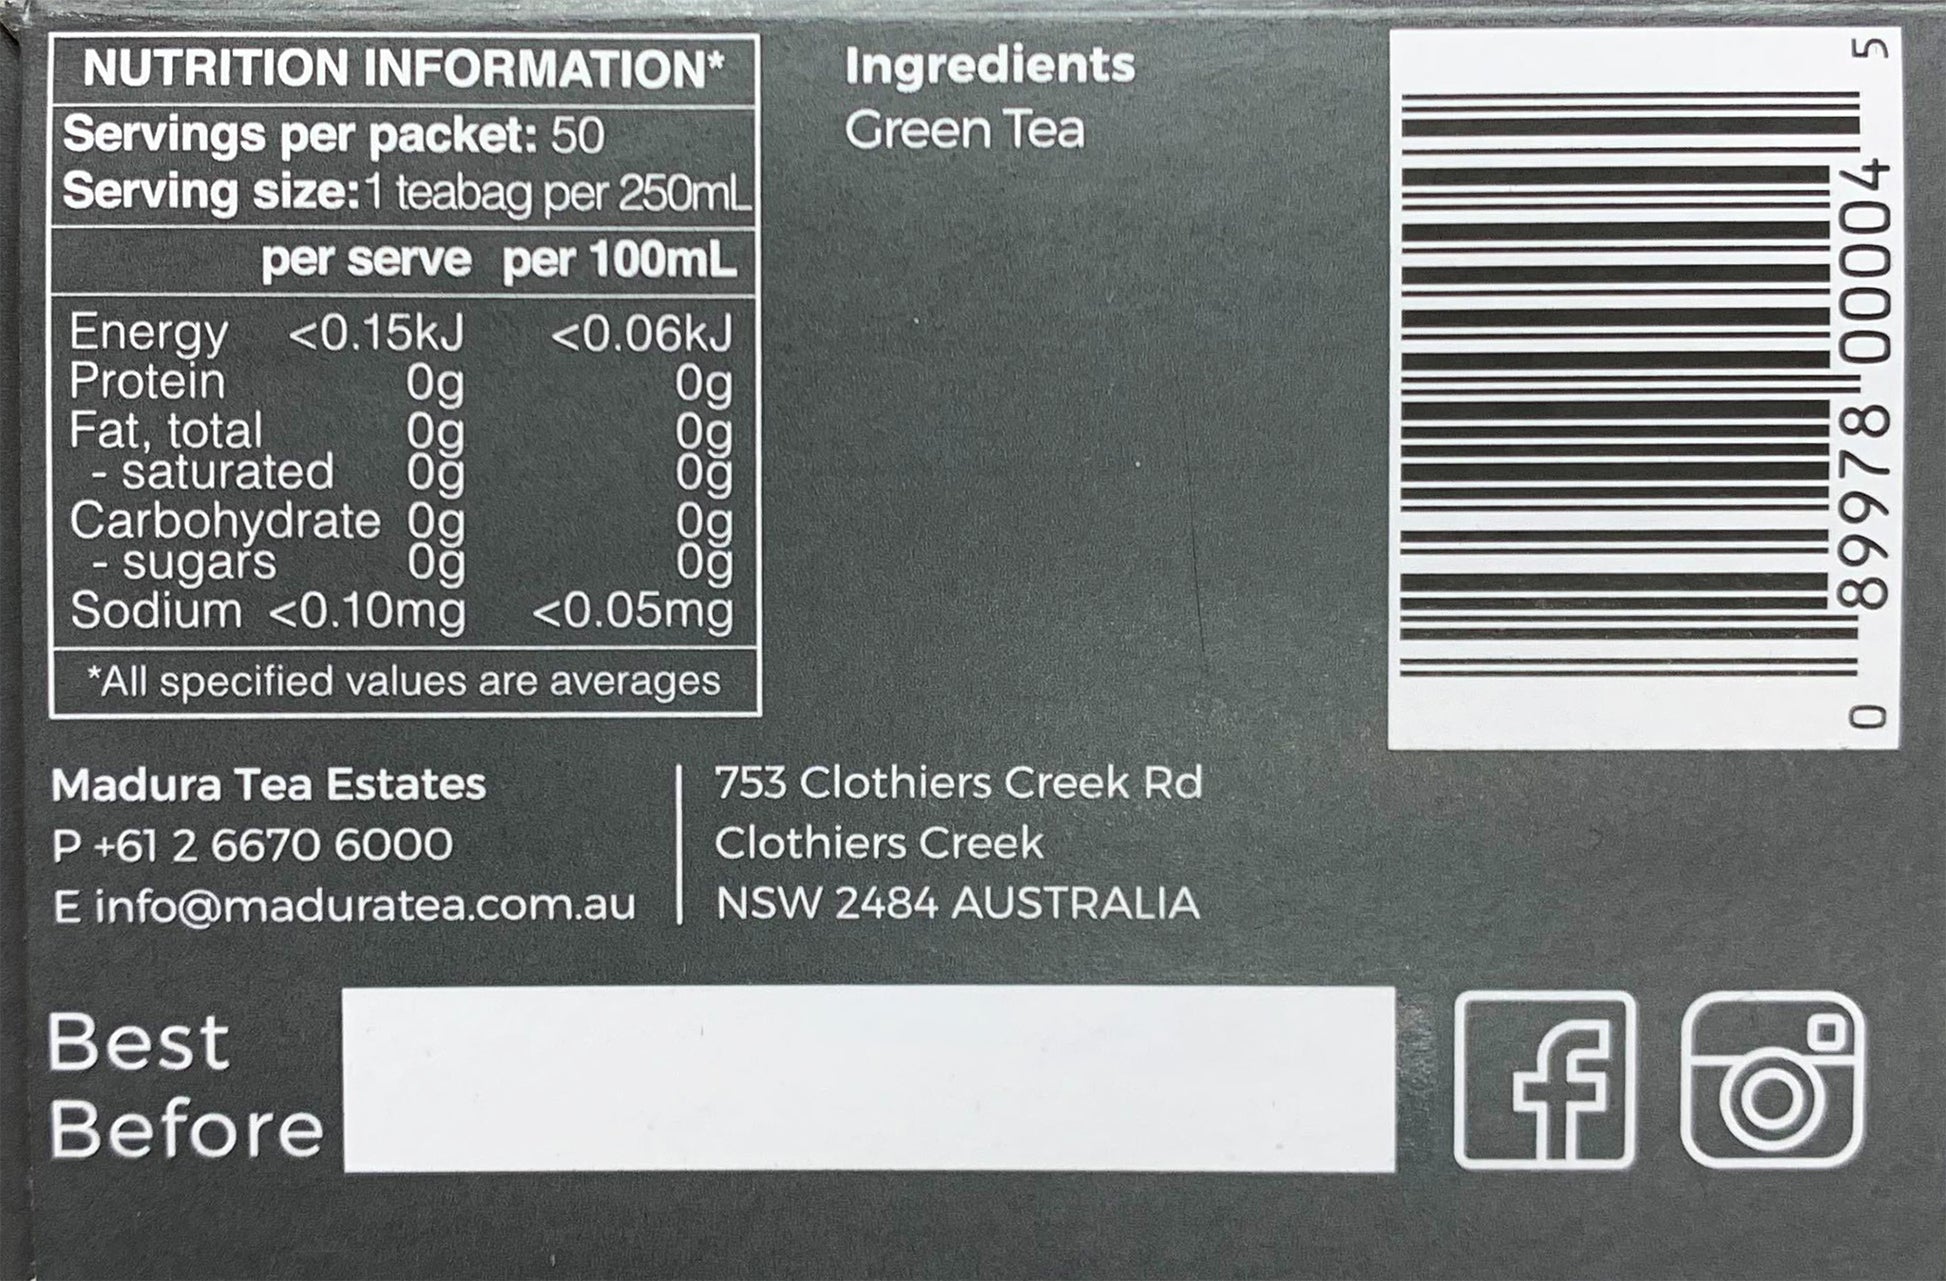 NUTRITION INFORMATION*
Servings per packet: 50
Serving size: 1 teabag per 250mL
per serve per 100mL
Energy <0.15kJ <0.06kJ
Protein 0g 0g
Fat, total 0g 0g
- saturated 0g 0g
Carbohydrate 0g 0g
- sugars 0g 0g
Sodium <0.10mg <0.05mg
*All specified values are averages
Ingredients
Green Tea
0 89978 00004 5
Madura Tea Estates
P +61 2 6670 6000
E info@maduratea.com.au
753 Clothiers Creek Rd
Clothiers Creek
NSW 2484 AUSTRALIA
Best
Before